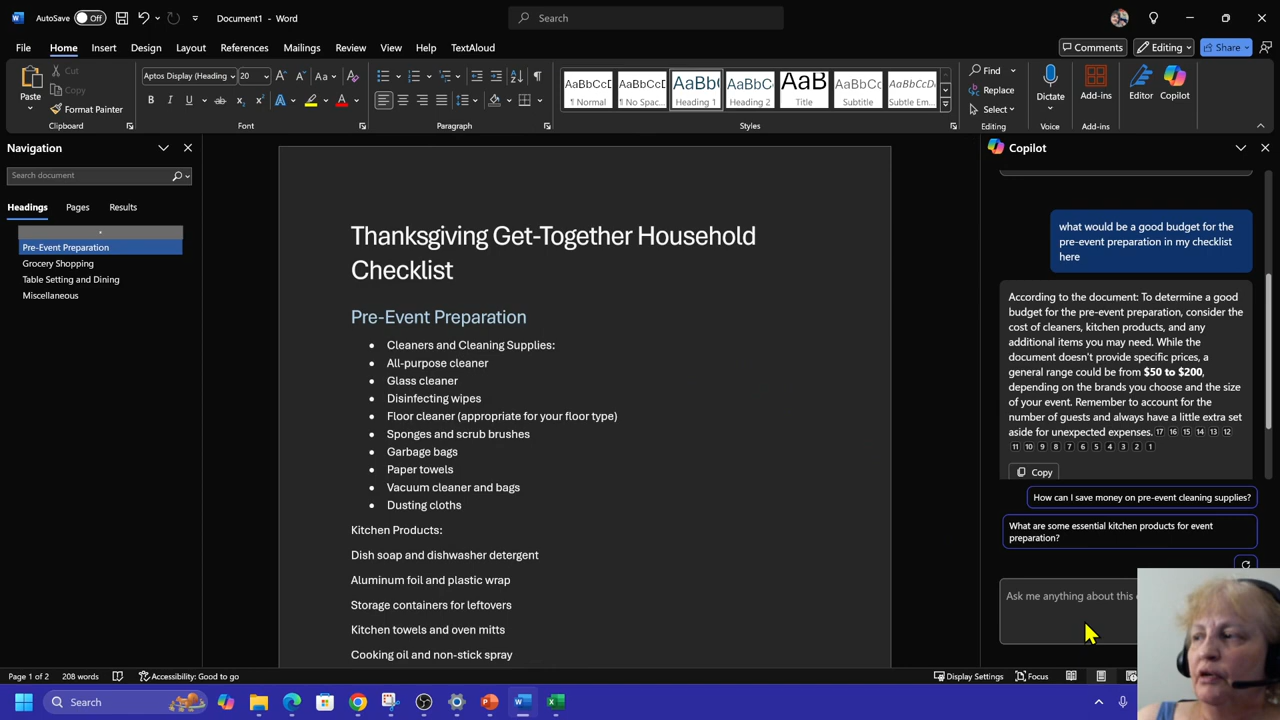 AutoSave
Off
Document1 - Word
Search
File
Home
Insert
Design
Layout
References
Mailings
Review
View
Help
TextAloud
Comments
Editing
Share
Paste
Cut
Copy
Format Painter
Clipboard
Aptos Display (Heading
20
Font
Paragraph
AaBbCc
AaBbCc
AaBb
AaBbCc
AaB
AaBbCc
AaBbCcDc
¶ Normal
¶ No Spac...
Heading 1
Heading 2
Title
Subtitle
Subtle Em...
Styles
Find
Replace
Select
Editing
Dictate
Voice
Add-ins
Add-ins
Editor
Copilot
Navigation
Search document
Headings
Pages
Results
Pre-Event Preparation
Grocery Shopping
Table Setting and Dining
Miscellaneous
Thanksgiving Get-Together Household
Checklist
Pre-Event Preparation
• Cleaners and Cleaning Supplies:
• All-purpose cleaner
• Glass cleaner
• Disinfecting wipes
• Floor cleaner (appropriate for your floor type)
• Sponges and scrub brushes
• Garbage bags
• Paper towels
• Vacuum cleaner and bags
• Dusting cloths
Kitchen Products:
Dish soap and dishwasher detergent
Aluminum foil and plastic wrap
Storage containers for leftovers
Kitchen towels and oven mitts
Cooking oil and non-stick spray
Copilot
what would be a good budget for the
pre-event preparation in my checklist
here
According to the document: To determine a good
budget for the pre-event preparation, consider the
cost of cleaners, kitchen products, and any
additional items you may need. While the
document doesn't provide specific prices, a
general range could be from $50 to $200,
depending on the brands you choose and the size
of your event. Remember to account for the
number of guests and always have a little extra set
aside for unexpected expenses. 17 16 15 14 13 12
11 10 9 8 7 6 5 4 3 2 1
Copy
How can I save money on pre-event cleaning supplies?
What are some essential kitchen products for event
preparation?
Ask me anything about this
Page 1 of 2
208 words
Accessibility: Good to go
Display Settings
Focus
Search